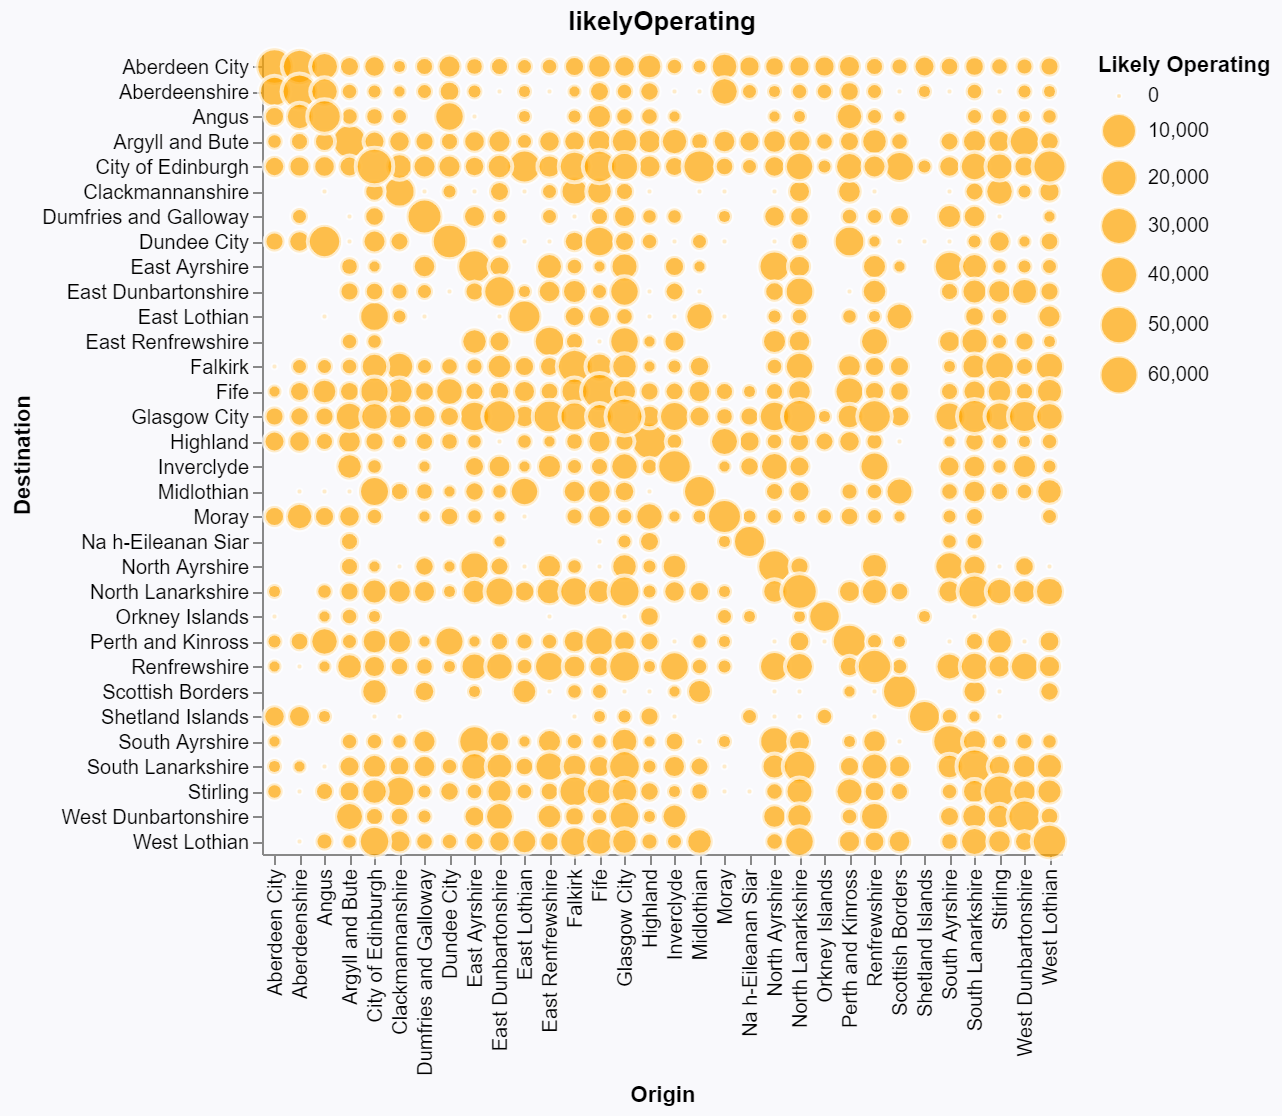 likelyOperating
Likely Operating
0
10,000
20,000
30,000
40,000
50,000
60,000
Destination
Aberdeen City
Aberdeenshire
Angus
Argyll and Bute
City of Edinburgh
Clackmannanshire
Dumfries and Galloway
Dundee City
East Ayrshire
East Dunbartonshire
East Lothian
East Renfrewshire
Falkirk
Fife
Glasgow City
Highland
Inverclyde
Midlothian
Moray
Na h-Eileanan Siar
North Ayrshire
North Lanarkshire
Orkney Islands
Perth and Kinross
Renfrewshire
Scottish Borders
Shetland Islands
South Ayrshire
South Lanarkshire
Stirling
West Dunbartonshire
West Lothian
Aberdeen City
Aberdeenshire
Angus
Argyll and Bute
City of Edinburgh
Clackmannanshire
Dumfries and Galloway
Dundee City
East Ayrshire
East Dunbartonshire
East Lothian
East Renfrewshire
Falkirk
Fife
Glasgow City
Highland
Inverclyde
Midlothian
Moray
Na h-Eileanan Siar
North Ayrshire
North Lanarkshire
Orkney Islands
Perth and Kinross
Renfrewshire
Scottish Borders
Shetland Islands
South Ayrshire
South Lanarkshire
Stirling
West Dunbartonshire
West Lothian
Origin